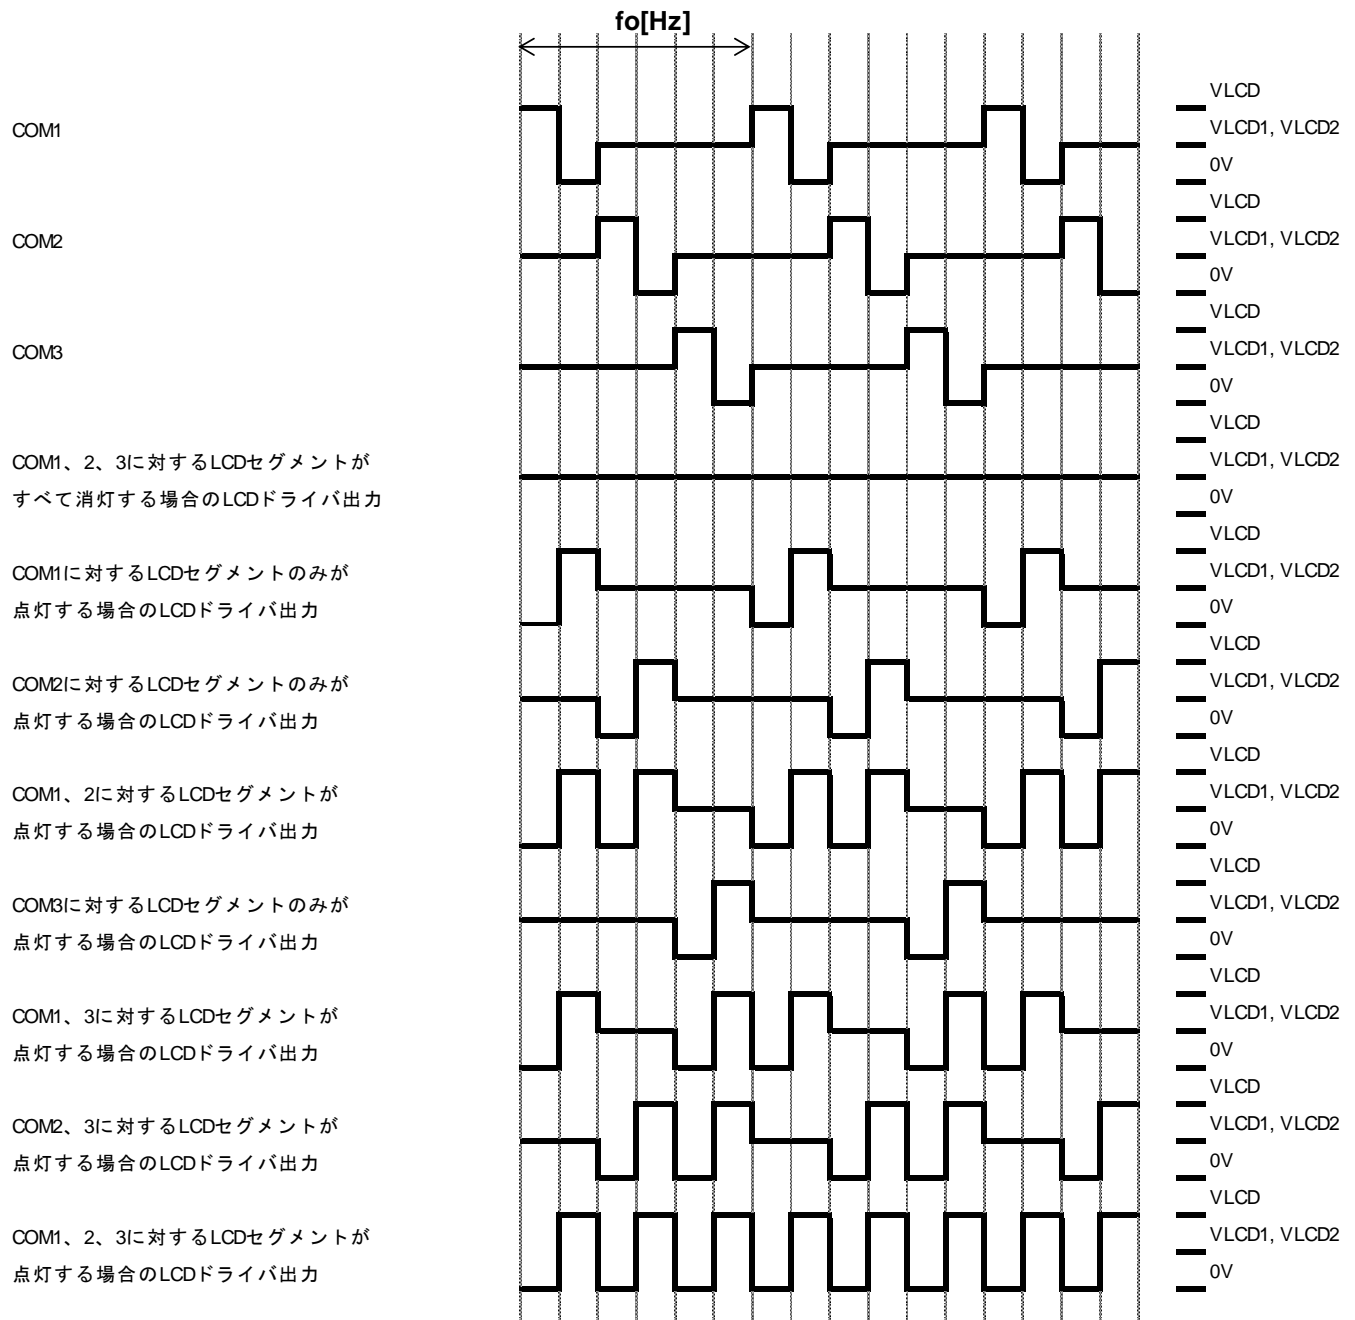 fo[Hz]
COM1
VLCD
VLCD1, VLCD2
0V
COM2
VLCD
VLCD1, VLCD2
0V
COM3
VLCD
VLCD1, VLCD2
0V
COM1、2、3に対するLCDセグメントが
すべて消灯する場合のLCDドライバ出力
VLCD
VLCD1, VLCD2
0V
COM1に対するLCDセグメントのみが
点灯する場合のLCDドライバ出力
VLCD
VLCD1, VLCD2
0V
COM2に対するLCDセグメントのみが
点灯する場合のLCDドライバ出力
VLCD
VLCD1, VLCD2
0V
COM1、2に対するLCDセグメントが
点灯する場合のLCDドライバ出力
VLCD
VLCD1, VLCD2
0V
COM3に対するLCDセグメントのみが
点灯する場合のLCDドライバ出力
VLCD
VLCD1, VLCD2
0V
COM1、3に対するLCDセグメントが
点灯する場合のLCDドライバ出力
VLCD
VLCD1, VLCD2
0V
COM2、3に対するLCDセグメントが
点灯する場合のLCDドライバ出力
VLCD
VLCD1, VLCD2
0V
COM1、2、3に対するLCDセグメントが
点灯する場合のLCDドライバ出力
VLCD
VLCD1, VLCD2
0V